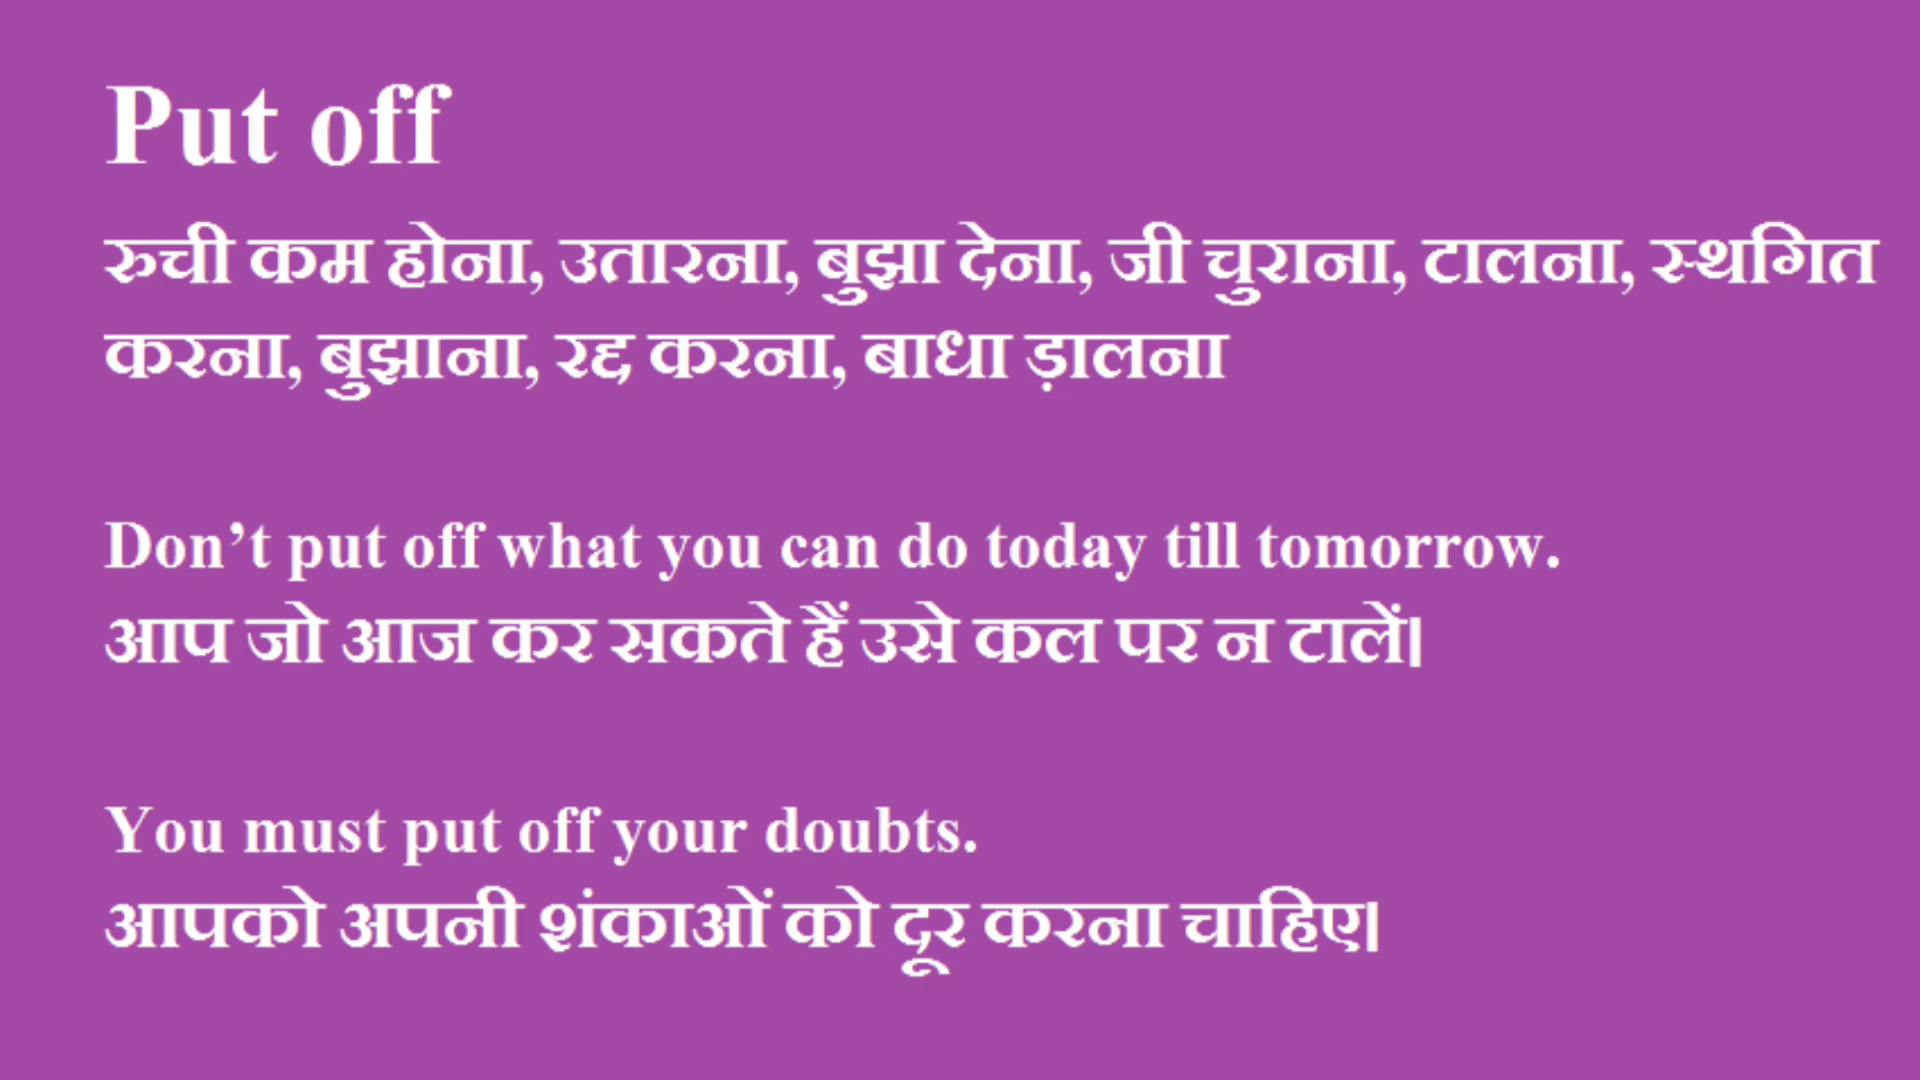 Put off
रुची कम होना, उतारना, बुझा देना, जी चुराना, टालना, स्थगित
करना, बुझाना, रद्द करना, बाधा ड़ालना
Don’t put off what you can do today till tomorrow.
आप जो आज कर सकते हैं उसे कल पर न टालें।
You must put off your doubts.
आपको अपनी शंकाओं को दूर करना चाहिए।